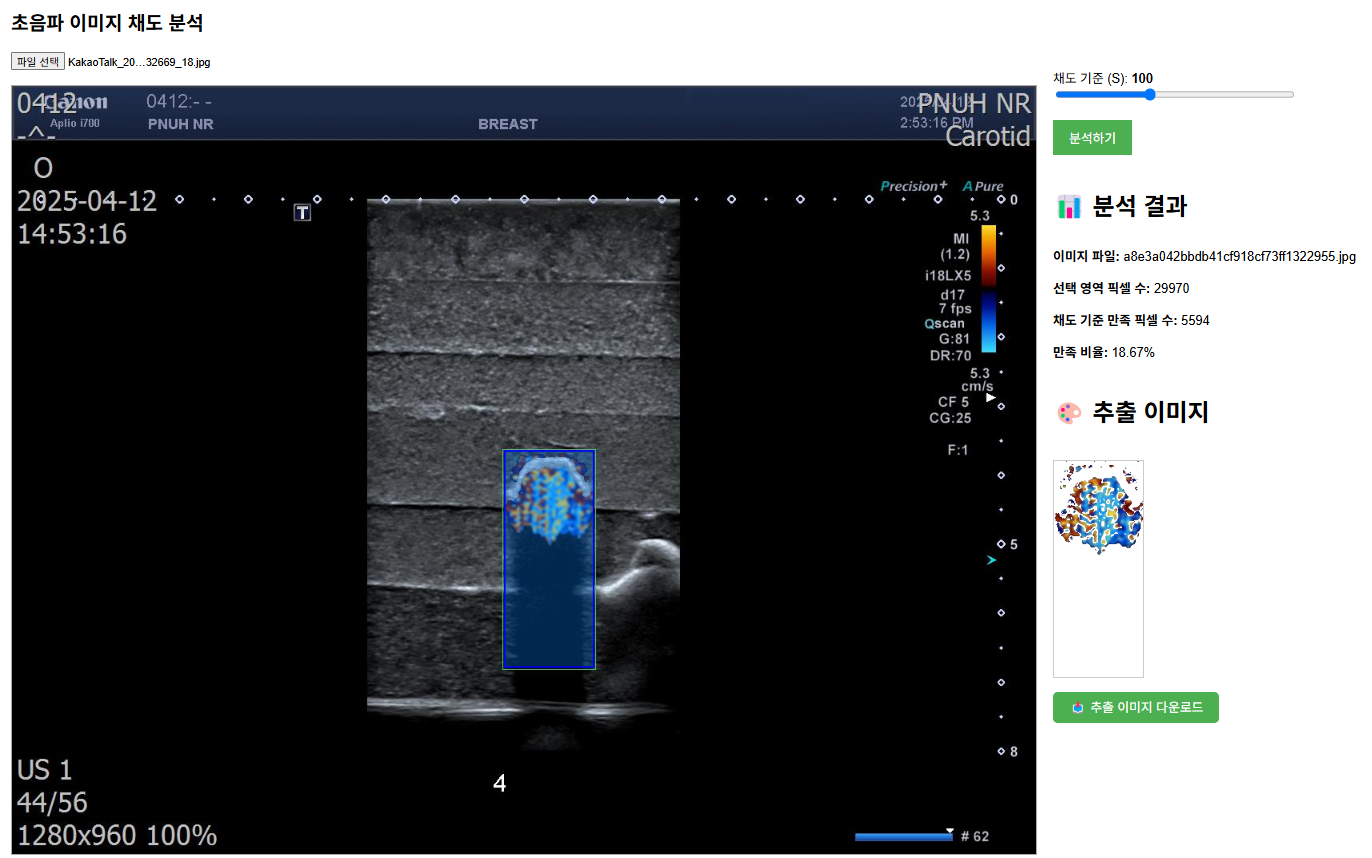 초음파 이미지 채도 분석
파일 선택 KakaoTalk_20...32669_18.jpg
0412
Canon
0412:- -
PNUH NR
Aplio i700
PNUH NR
BREAST
2:53:16 PM
-^-
Carotid
O
2025-04-12
14:53:16
T
Precision+ APure
0
5.3
MI
(1.2)
i18LX5
d17
7 fps
Qscan
G:81
DR:70
5.3
cm/s
CF 5
CG:25
F:1
5
8
4
US 1
44/56
1280x960 100%
# 62
채도 기준 (S): 100
분석하기
📊 분석 결과
이미지 파일: a8e3a042bbdb41cf918cf73ff1322955.jpg
선택 영역 픽셀 수: 29970
채도 기준 만족 픽셀 수: 5594
만족 비율: 18.67%
🎨 추출 이미지
추출 이미지 다운로드